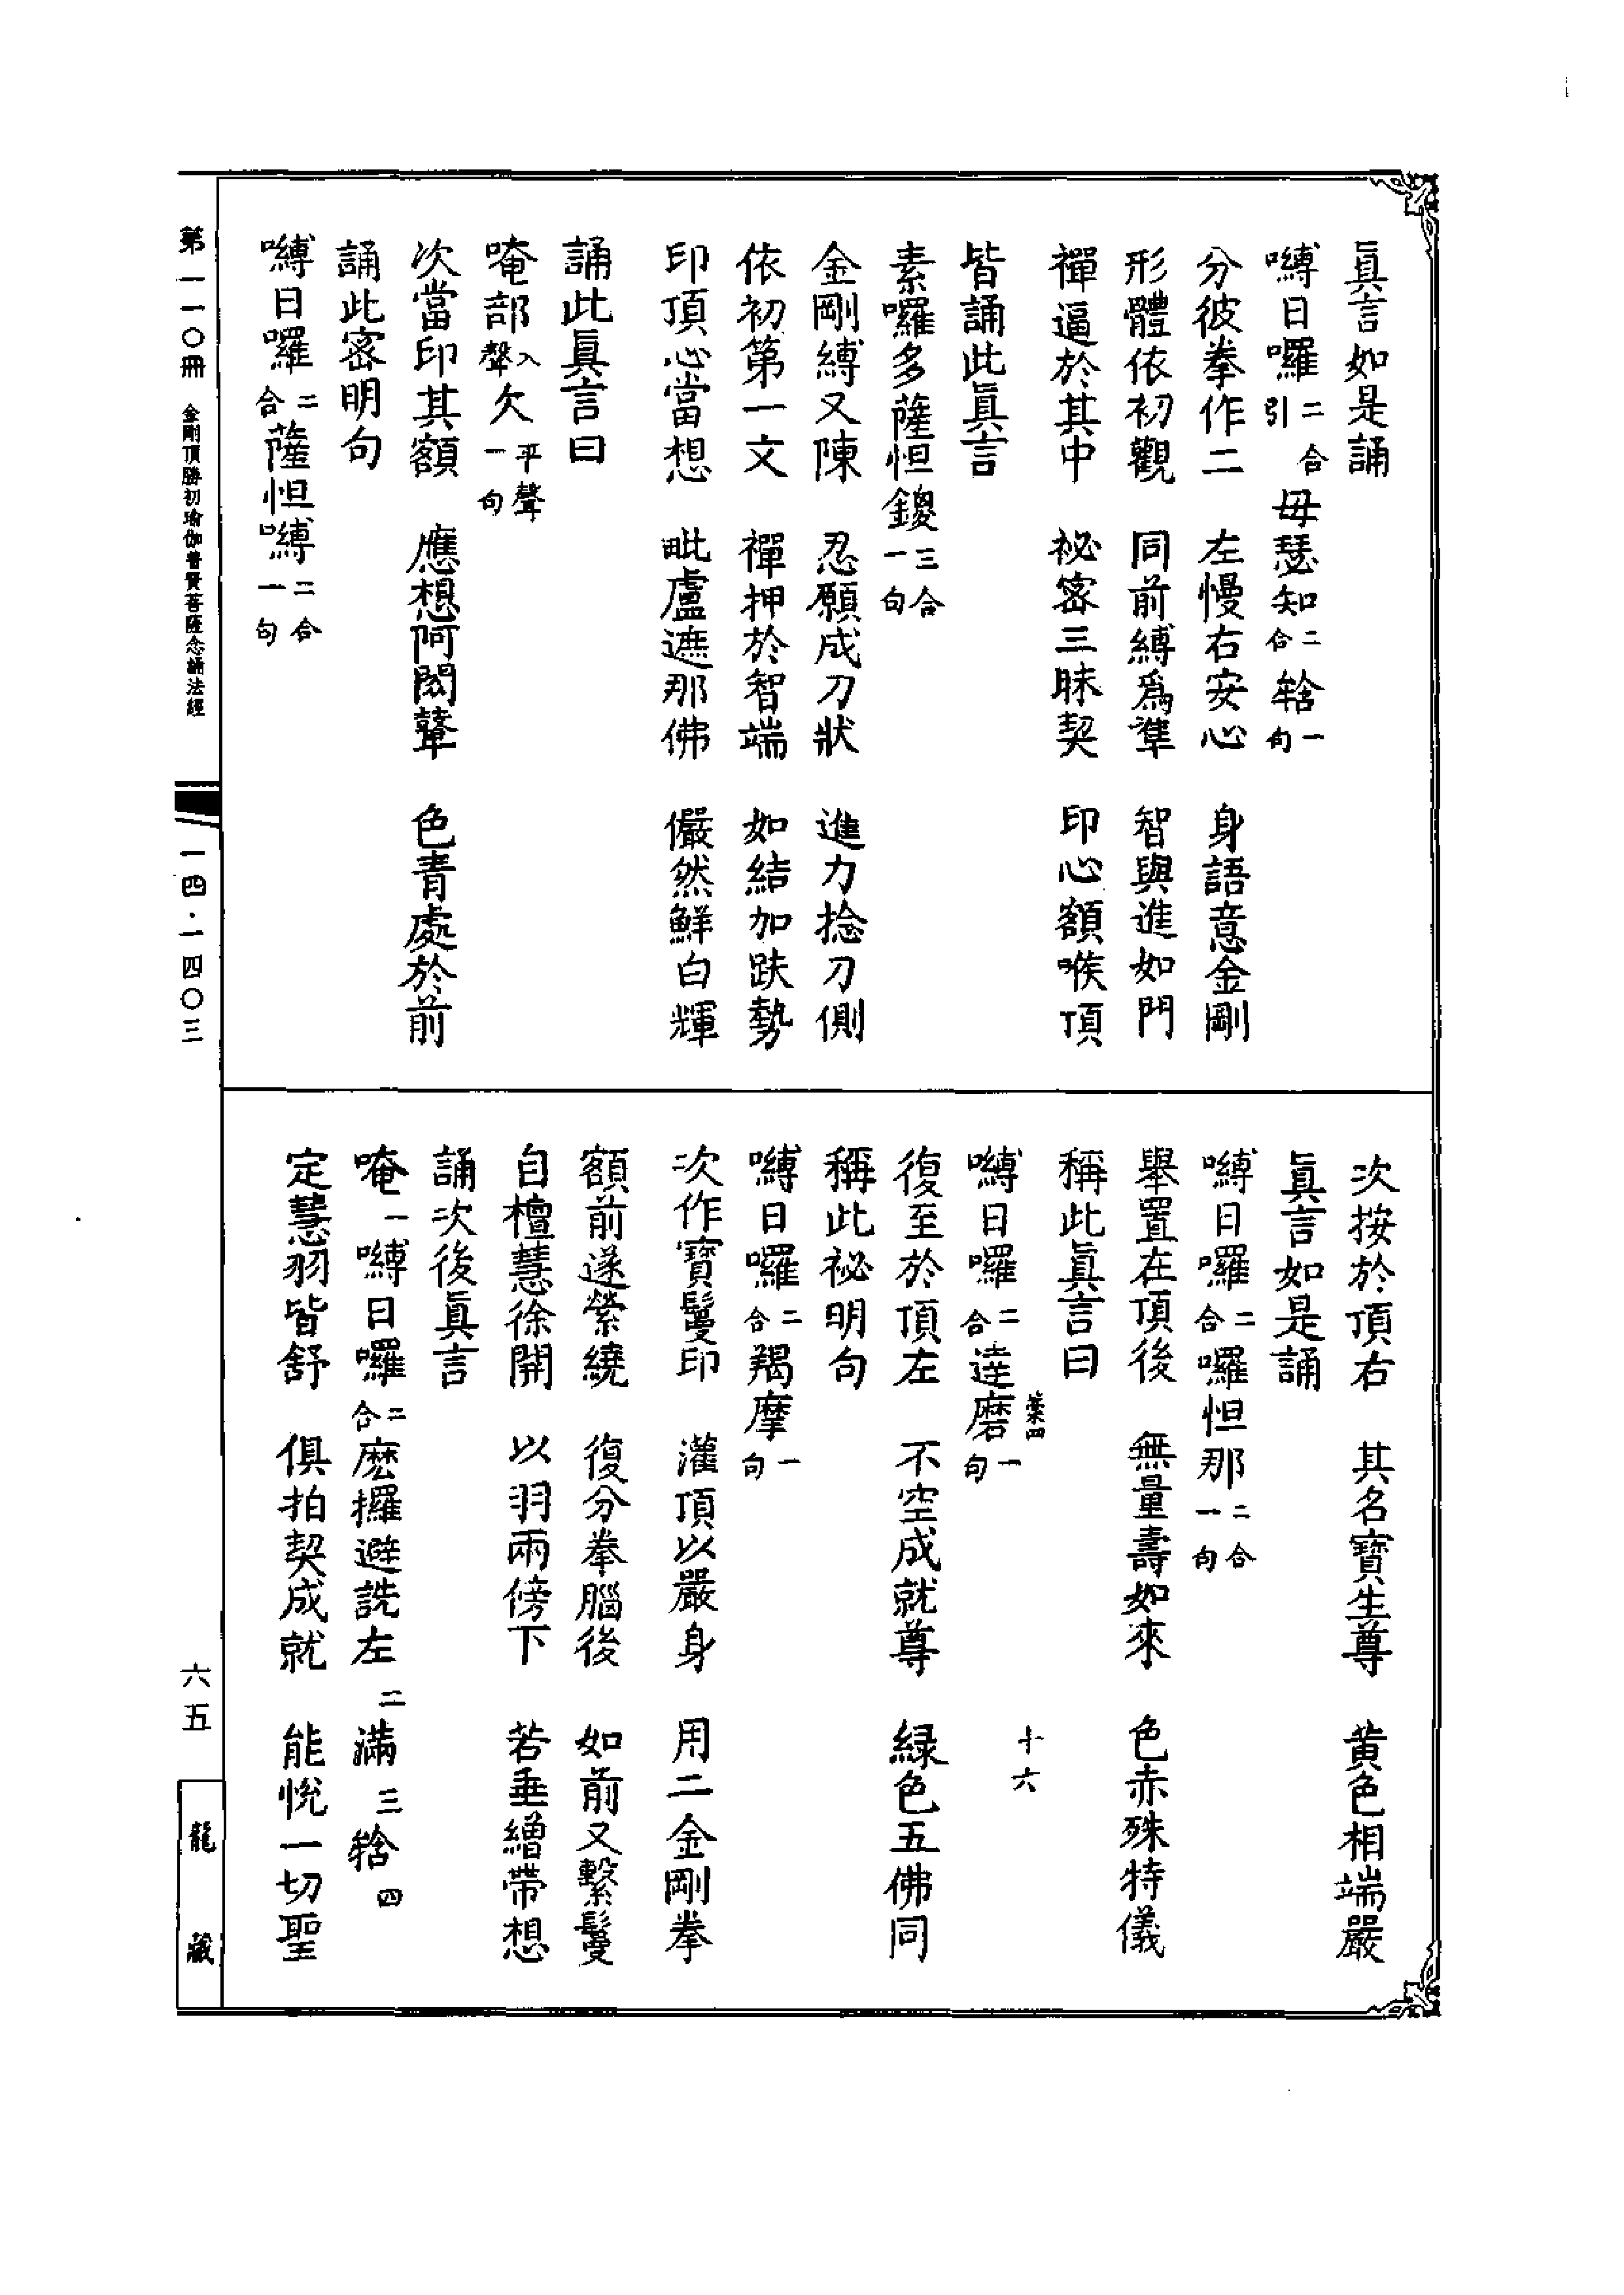 真言如是誦
嚩日囉二合引毋瑟知二合𤙖一句
分彼拳作二　左慢右安心　身語意金剛
形體依初觀　同前縛爲準　智與進如門
禪逼於其中　祕密三昧契　印心額喉頂
皆誦此眞言
素囉多薩怛鑁三合一句
金剛縛又陳　忍願成刀狀　進力捻刀側
依初第一文　禪押於智端　如結加趺勢
印頂心當想　毗盧遮那佛　儼然鮮白輝
誦此眞言曰
唵部入聲欠平聲一句
次當印其額　應想阿閦鞞　色青處於前
誦此密明句
嚩日囉二合薩怛嚩二合一句
次按於頂右　其名寶生尊　黄色相端嚴
眞言如是誦
嚩日囉二合囉怛那二合一句
舉置在頂後　無量壽如來　色赤殊特儀
稱此眞言曰
嚩日囉二合達磨一句
業四　十六
復至於頂左　不空成就尊　緑色五佛同
稱此祕明句
嚩日囉二合羯摩一句
次作寶鬘印　灌頂以嚴身　用二金剛拳
額前遂縈繞　復分拳腦後　如前又繫鬘
自檀慧徐開　以羽兩傍下　若垂繒帶想
誦次後眞言
唵一嚩日囉二合麽攞避詵左二滿三𤙖四
定慧羽皆舒　俱拍契成就　能悅一切聖
第一一〇冊　金剛頂勝初瑜伽普賢菩薩念誦法經　一四·一四〇三　六五　龍藏